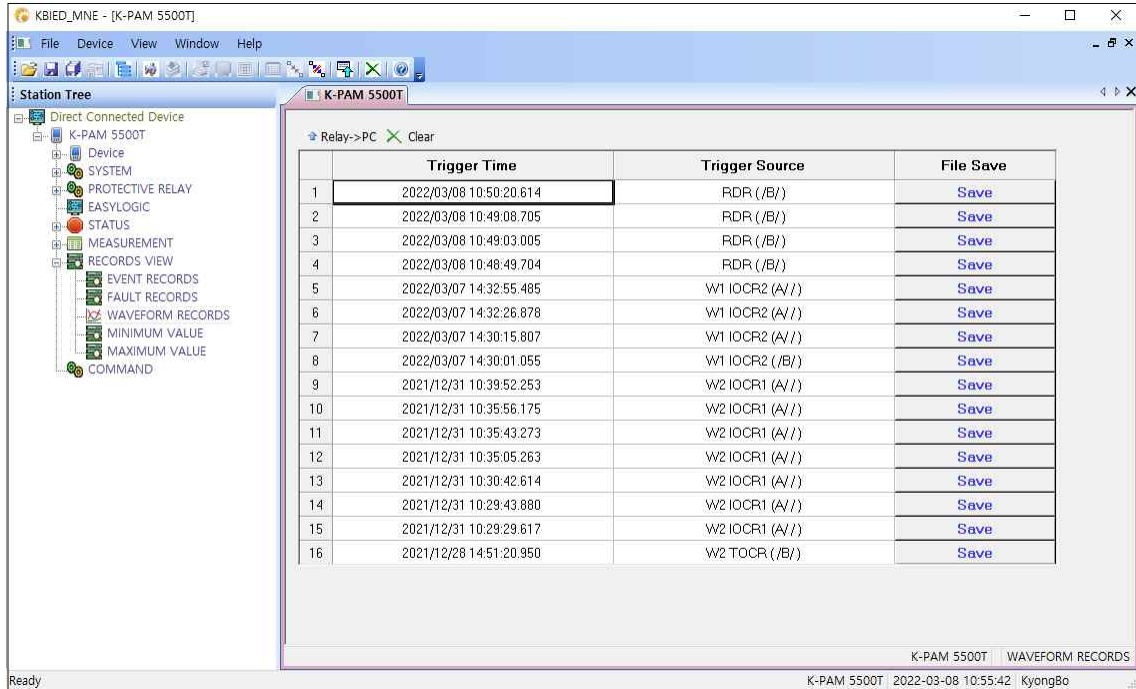 KBIED_MNE - [K-PAM 5500T]
File Device View Window Help
Station Tree
K-PAM 5500T
Direct Connected Device
K-PAM 5500T
Device
SYSTEM
PROTECTIVE RELAY
EASYLOGIC
STATUS
MEASUREMENT
RECORDS VIEW
EVENT RECORDS
FAULT RECORDS
WAVEFORM RECORDS
MINIMUM VALUE
MAXIMUM VALUE
COMMAND
Relay->PC Clear
Trigger Time Trigger Source File Save
1 2022/03/08 10:50:20.614 RDR ( /B/ ) Save
2 2022/03/08 10:49:08.705 RDR ( /B/ ) Save
3 2022/03/08 10:49:03.005 RDR ( /B/ ) Save
4 2022/03/08 10:48:49.704 RDR ( /B/ ) Save
5 2022/03/07 14:32:55.485 W1 IOCR2 (A/ / ) Save
6 2022/03/07 14:32:26.878 W1 IOCR2 (A/ / ) Save
7 2022/03/07 14:30:15.807 W1 IOCR2 (A/ / ) Save
8 2022/03/07 14:30:01.055 W1 IOCR2 ( /B/ ) Save
9 2021/12/31 10:39:52.253 W2 IOCR1 (A/ / ) Save
10 2021/12/31 10:35:56.175 W2 IOCR1 (A/ / ) Save
11 2021/12/31 10:35:43.273 W2 IOCR1 (A/ / ) Save
12 2021/12/31 10:35:05.263 W2 IOCR1 (A/ / ) Save
13 2021/12/31 10:30:42.614 W2 IOCR1 (A/ / ) Save
14 2021/12/31 10:29:43.880 W2 IOCR1 (A/ / ) Save
15 2021/12/31 10:29:29.617 W2 IOCR1 (A/ / ) Save
16 2021/12/28 14:51:20.950 W2 TOCR ( /B/ ) Save
K-PAM 5500T WAVEFORM RECORDS
Ready K-PAM 5500T 2022-03-08 10:55:42 KyongBo